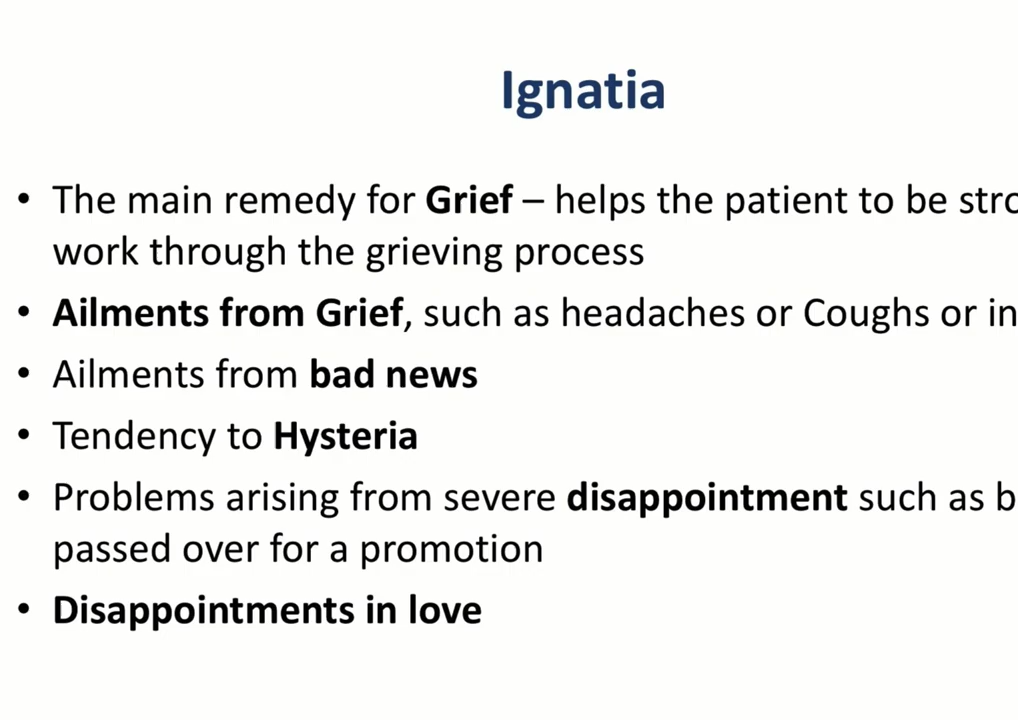 Ignatia
• The main remedy for Grief – helps the patient to be
work through the grieving process
• Ailments from Grief, such as headaches or Coughs or
• Ailments from bad news
• Tendency to Hysteria
• Problems arising from severe disappointment such as
passed over for a promotion
• Disappointments in love